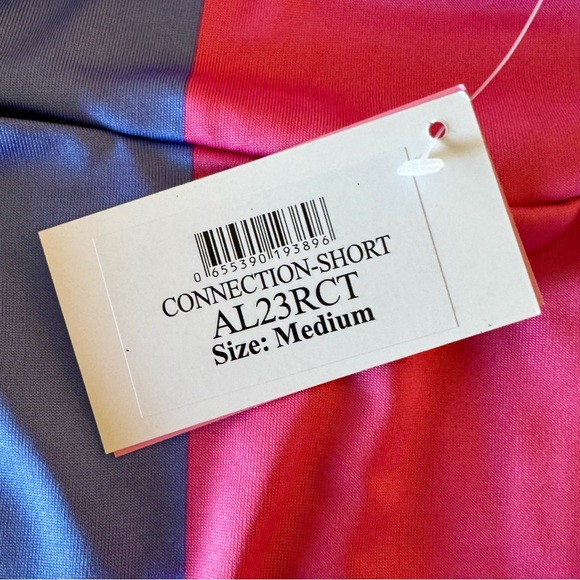 0 655390 193896
CONNECTION-SHORT
AL23RCT
Size: Medium